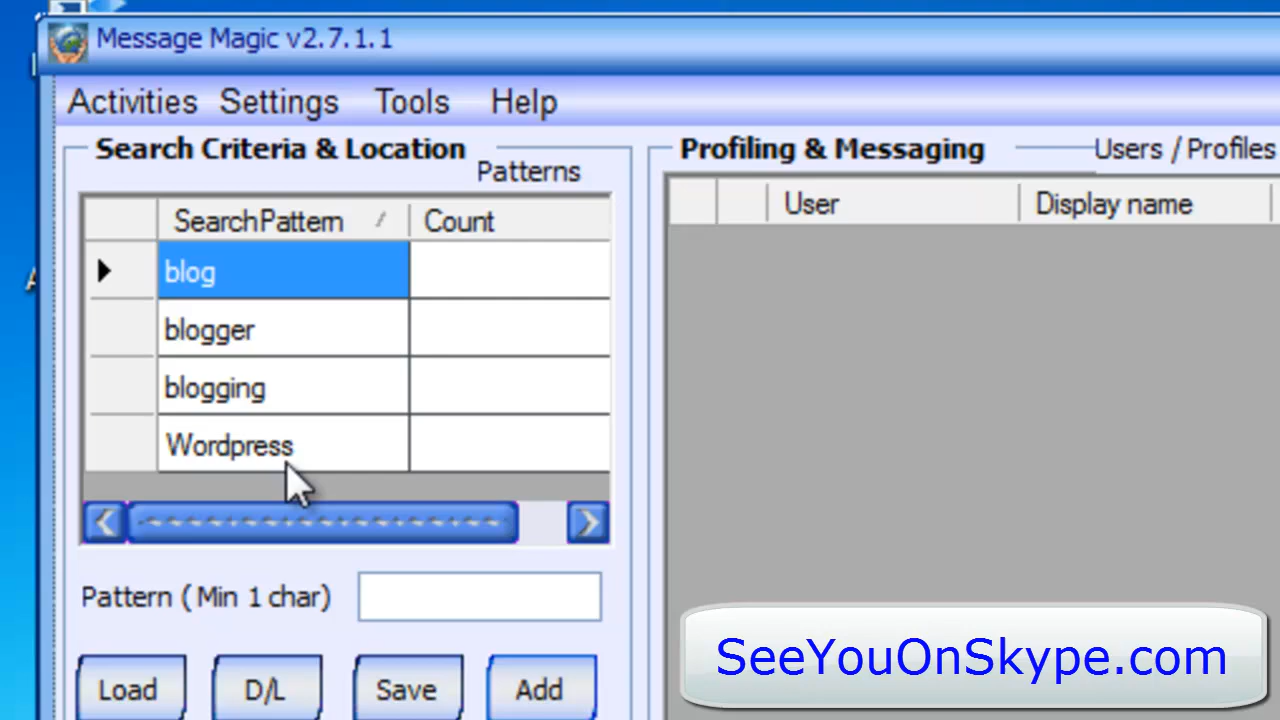 Message Magic v2.7.1.1
Activities Settings Tools Help
Search Criteria & Location
Patterns
SearchPattern Count
blog
blogger
blogging
Wordpress
Pattern ( Min 1 char)
Load D/L Save Add
Profiling & Messaging Users / Profiles
User Display name
SeeYouOnSkype.com